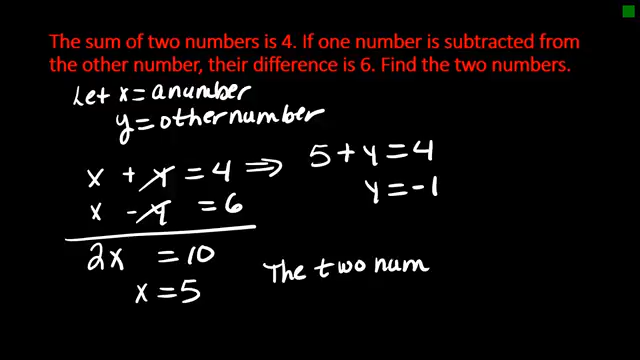 The sum of two numbers is 4. If one number is subtracted from
the other number, their difference is 6. Find the two numbers.
Let x = a number
y = other number
x + y = 4 ⇒ 5 + y = 4
x - y = 6
y = -1
2x = 10
x = 5
The two num